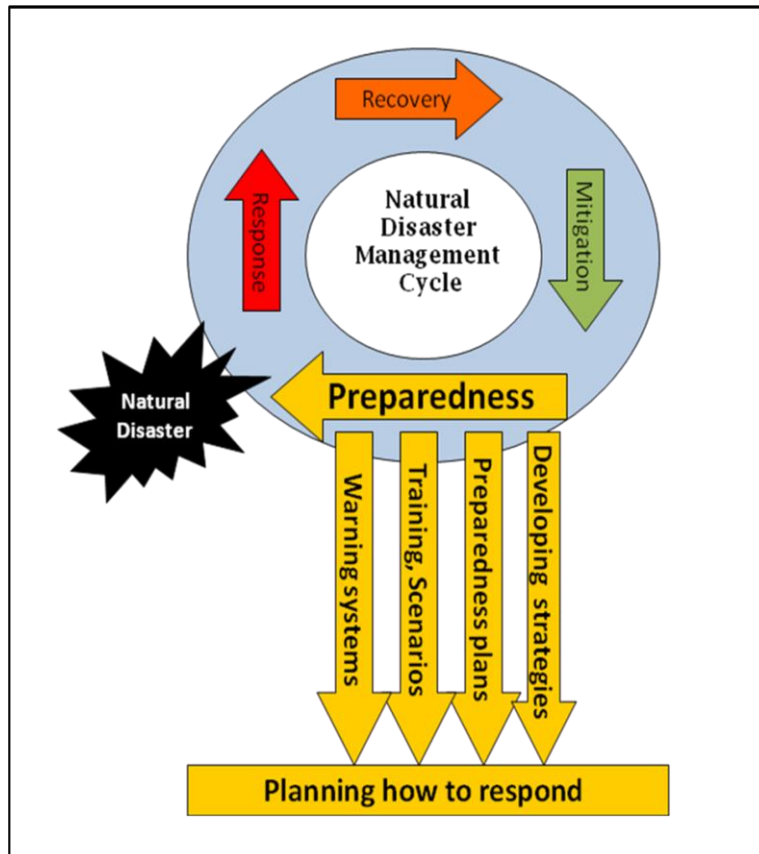 Recovery
Response
Natural
Disaster
Management
Cycle
Mitigation
Natural
Disaster
Preparedness
Warning systems
Training, Scenarios
Preparedness plans
Developing strategies
Planning how to respond